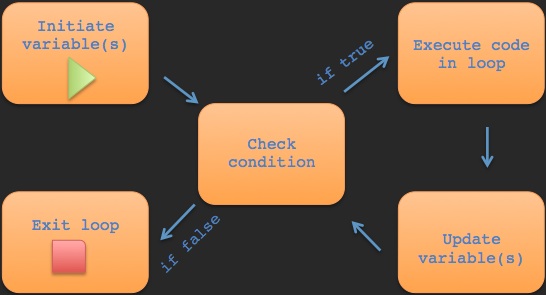 Initiate
variable(s)
if true
Execute code
in loop
Check
condition
Exit loop
if false
Update
variable(s)